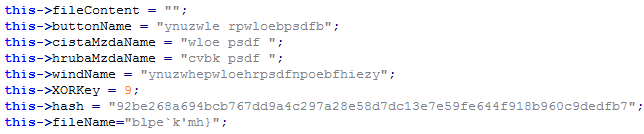 this->fileContent = "";
this->buttonName = "ynuzwle rpwloebpsdfb";
this->cistaMzdaName = "wloe psdf ";
this->hrubaMzdaName = "cvbk psdf ";
this->windName = "ynuzwhepwloehrpsdfnpoebfhiezy";
this->XORKey = 9;
this->hash = "92be268a694bcb767dd9a4c297a28e58d7dc13e7e59fe644f918b960c9dedfb7";
this->fileName="blpe`k'mh}";